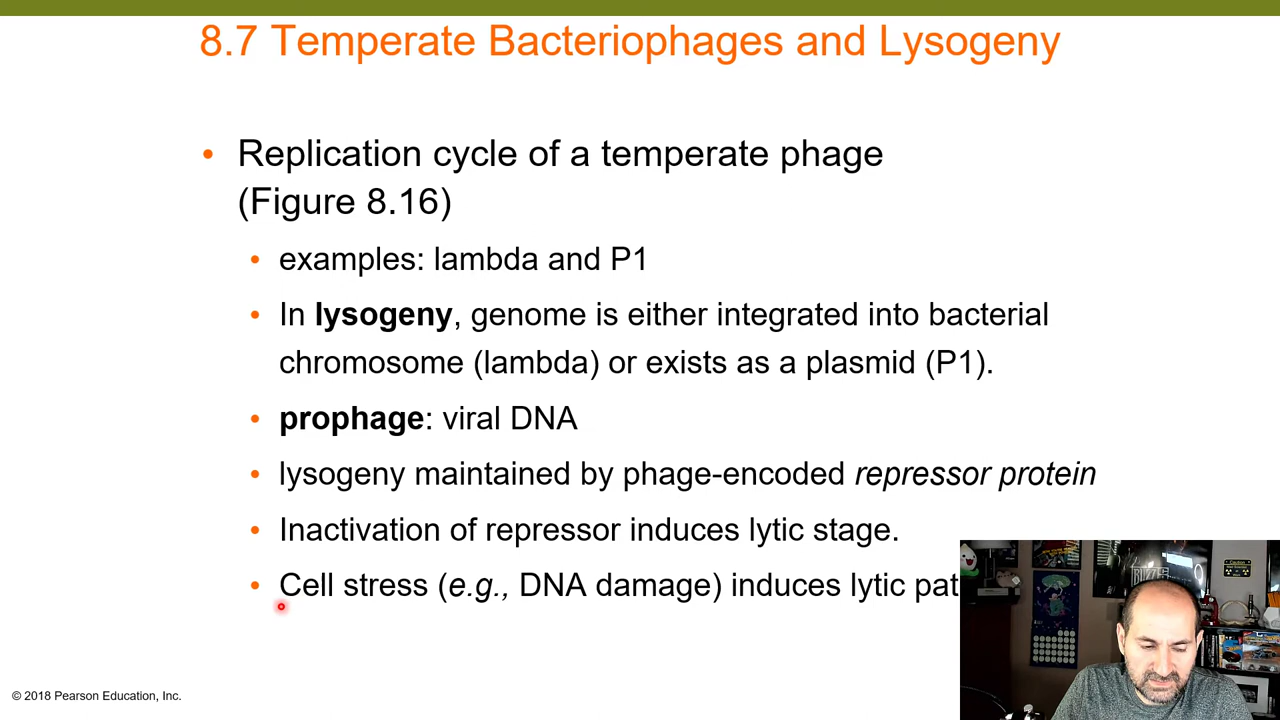 8.7 Temperate Bacteriophages and Lysogeny
• Replication cycle of a temperate phage
(Figure 8.16)
• examples: lambda and P1
• In lysogeny, genome is either integrated into bacterial
chromosome (lambda) or exists as a plasmid (P1).
• prophage: viral DNA
• lysogeny maintained by phage-encoded repressor protein
• Inactivation of repressor induces lytic stage.
• Cell stress (e.g., DNA damage) induces lytic pat
© 2018 Pearson Education, Inc.